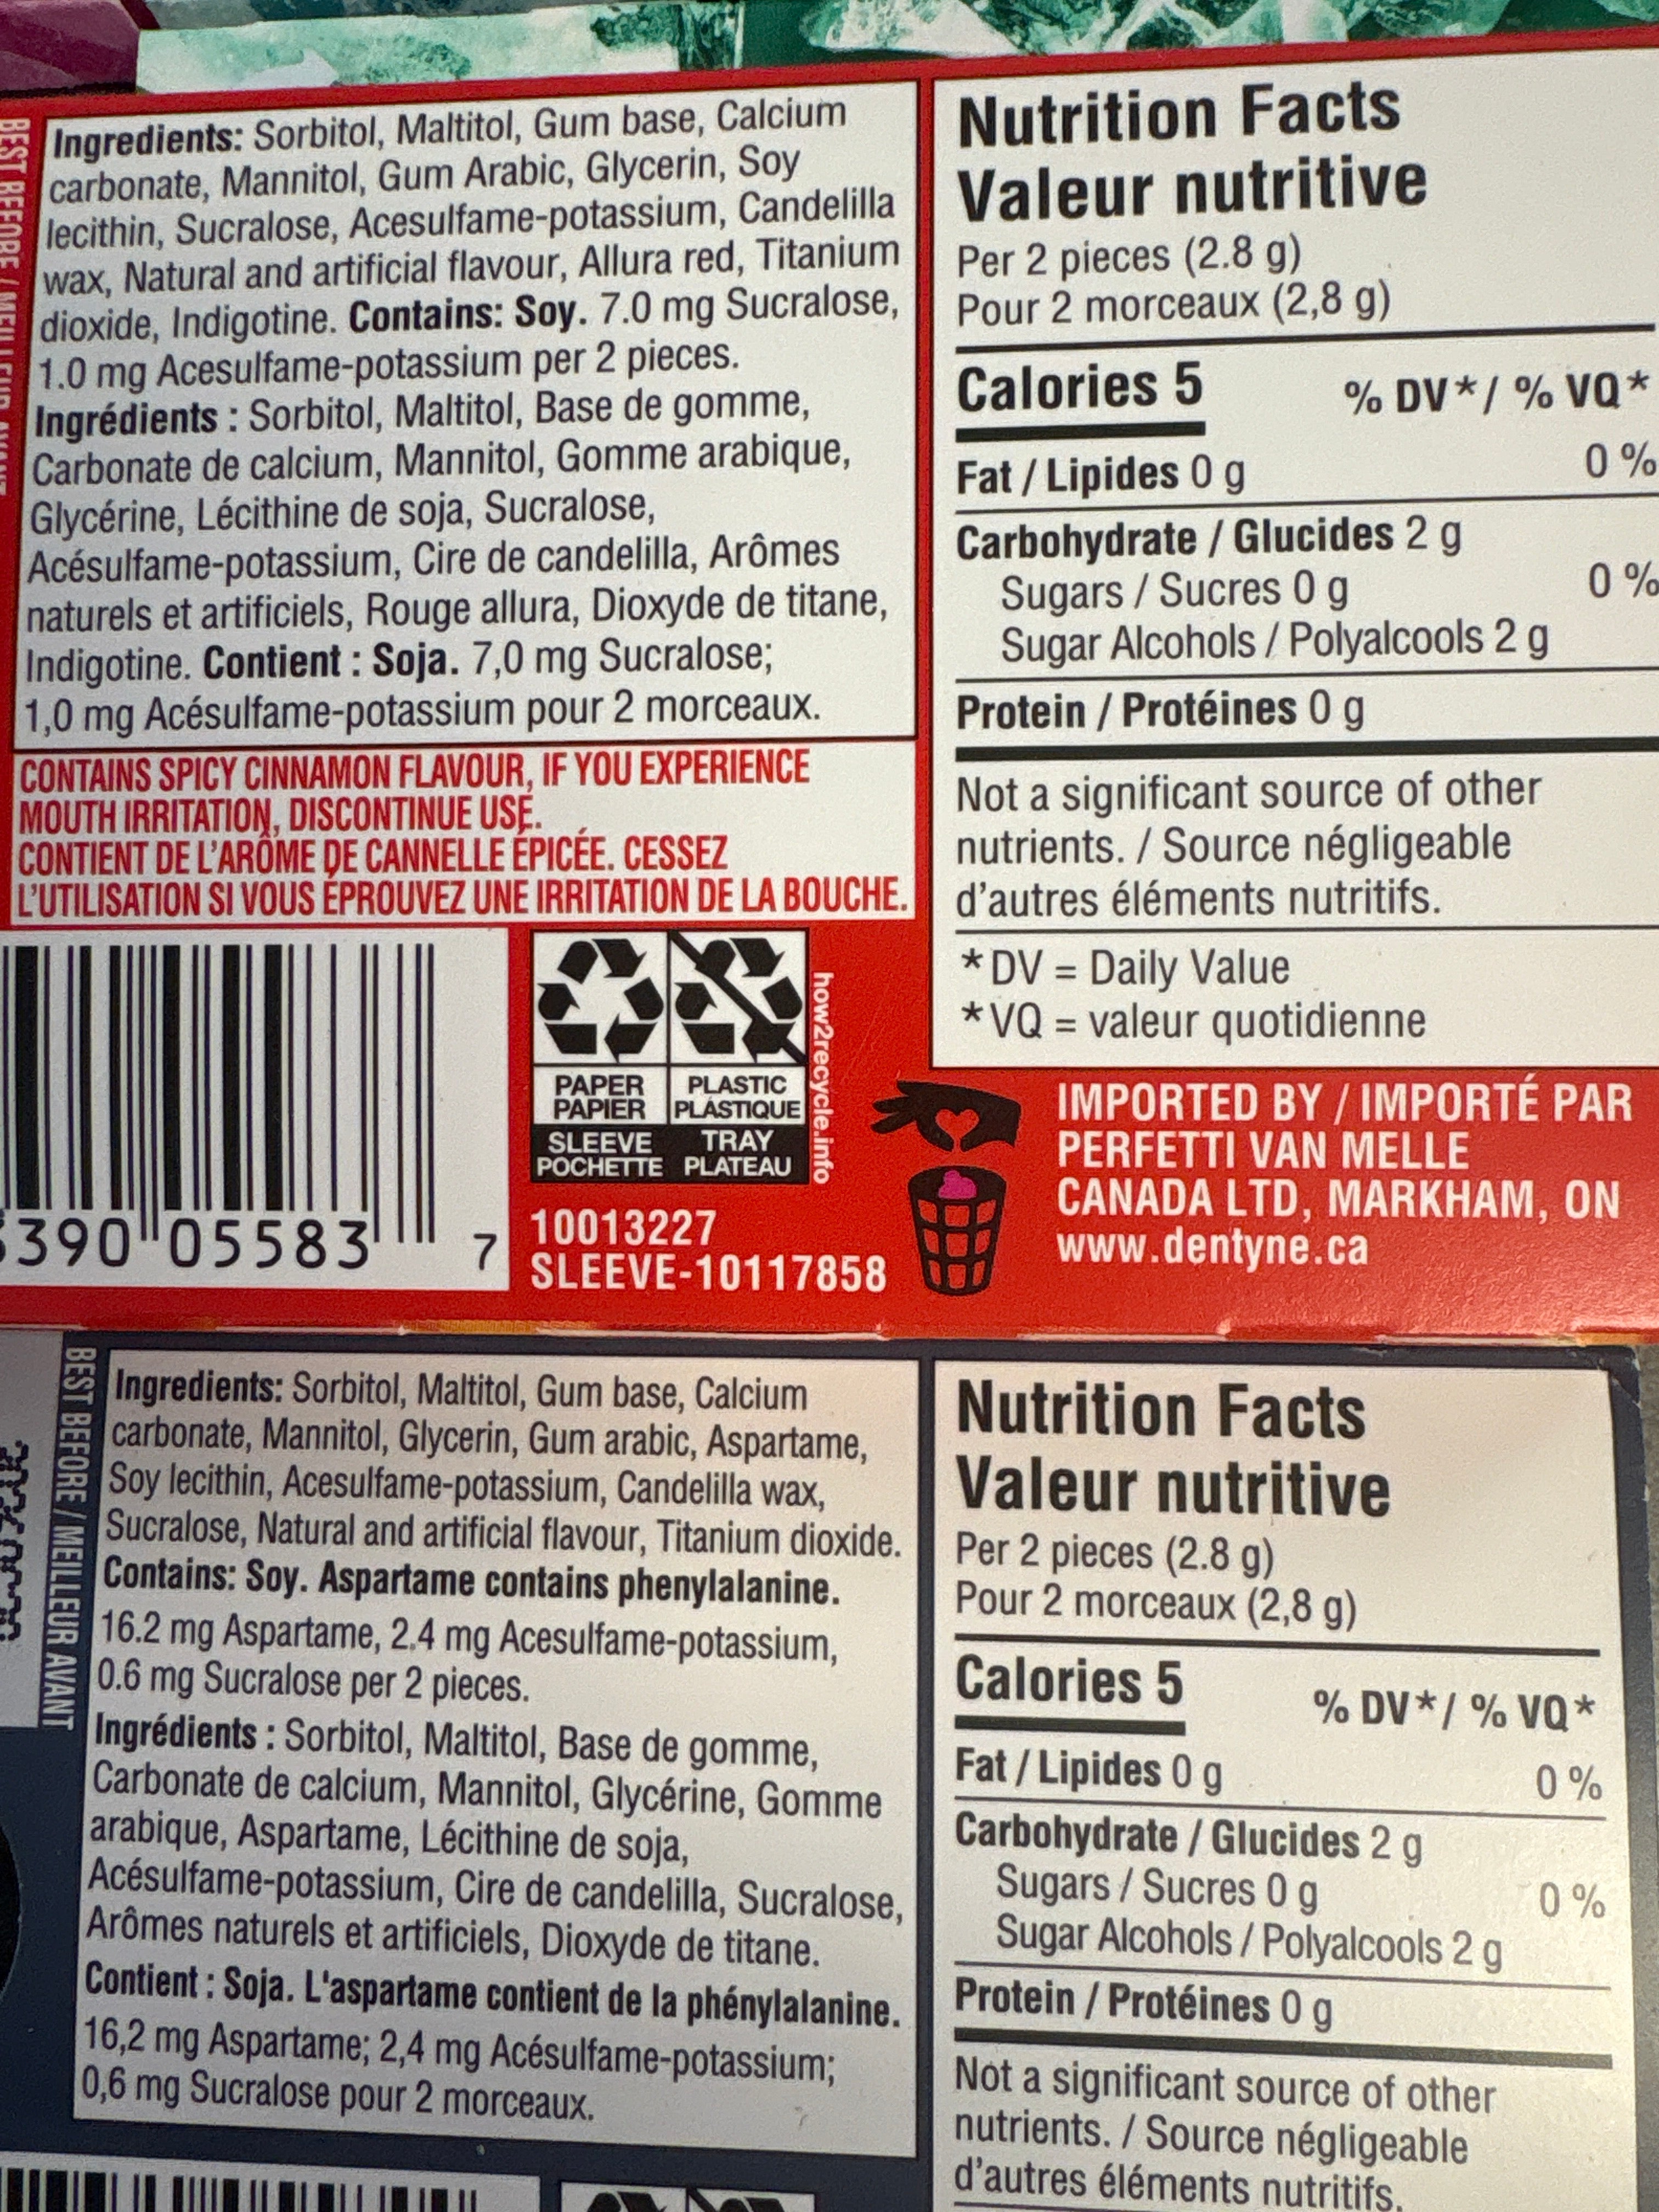 BEST BEFORE / MEILLEUR AVANT
Ingredients: Sorbitol, Maltitol, Gum base, Calcium
carbonate, Mannitol, Gum Arabic, Glycerin, Soy
lecithin, Sucralose, Acesulfame-potassium, Candelilla
wax, Natural and artificial flavour, Allura red, Titanium
dioxide, Indigotine. Contains: Soy. 7.0 mg Sucralose,
1.0 mg Acesulfame-potassium per 2 pieces.
Ingrédients : Sorbitol, Maltitol, Base de gomme,
Carbonate de calcium, Mannitol, Gomme arabique,
Glycérine, Lécithine de soja, Sucralose,
Acésulfame-potassium, Cire de candelilla, Arômes
naturels et artificiels, Rouge allura, Dioxyde de titane,
Indigotine. Contient : Soja. 7,0 mg Sucralose;
1,0 mg Acésulfame-potassium pour 2 morceaux.
CONTAINS SPICY CINNAMON FLAVOUR, IF YOU EXPERIENCE
MOUTH IRRITATION, DISCONTINUE USE.
CONTIENT DE L'ARÔME DE CANNELLE ÉPICÉE. CESSEZ
L'UTILISATION SI VOUS ÉPROUVEZ UNE IRRITATION DE LA BOUCHE.
390 05583 7
PAPER PLASTIC
PAPIER PLASTIQUE
SLEEVE TRAY
POCHETTE PLATEAU
how2recycle.info
10013227
SLEEVE-10117858
Nutrition Facts
Valeur nutritive
Per 2 pieces (2.8 g)
Pour 2 morceaux (2,8 g)
Calories 5 % DV*/ % VQ*
Fat / Lipides 0 g 0 %
Carbohydrate / Glucides 2 g
Sugars / Sucres 0 g 0 %
Sugar Alcohols / Polyalcools 2 g
Protein / Protéines 0 g
Not a significant source of other
nutrients. / Source négligeable
d'autres éléments nutritifs.
*DV = Daily Value
*VQ = valeur quotidienne
IMPORTED BY / IMPORTÉ PAR
PERFETTI VAN MELLE
CANADA LTD, MARKHAM, ON
www.dentyne.ca
BEST BEFORE / MEILLEUR AVANT
Ingredients: Sorbitol, Maltitol, Gum base, Calcium
carbonate, Mannitol, Glycerin, Gum arabic, Aspartame,
Soy lecithin, Acesulfame-potassium, Candelilla wax,
Sucralose, Natural and artificial flavour, Titanium dioxide.
Contains: Soy. Aspartame contains phenylalanine.
16.2 mg Aspartame, 2.4 mg Acesulfame-potassium,
0.6 mg Sucralose per 2 pieces.
Ingrédients : Sorbitol, Maltitol, Base de gomme,
Carbonate de calcium, Mannitol, Glycérine, Gomme
arabique, Aspartame, Lécithine de soja,
Acésulfame-potassium, Cire de candelilla, Sucralose,
Arômes naturels et artificiels, Dioxyde de titane.
Contient : Soja. L'aspartame contient de la phénylalanine.
16,2 mg Aspartame; 2,4 mg Acésulfame-potassium;
0,6 mg Sucralose pour 2 morceaux.
Nutrition Facts
Valeur nutritive
Per 2 pieces (2.8 g)
Pour 2 morceaux (2,8 g)
Calories 5 % DV*/ % VQ*
Fat / Lipides 0 g 0 %
Carbohydrate / Glucides 2 g
Sugars / Sucres 0 g 0 %
Sugar Alcohols / Polyalcools 2 g
Protein / Protéines 0 g
Not a significant source of other
nutrients. / Source négligeable
d'autres éléments nutritifs.